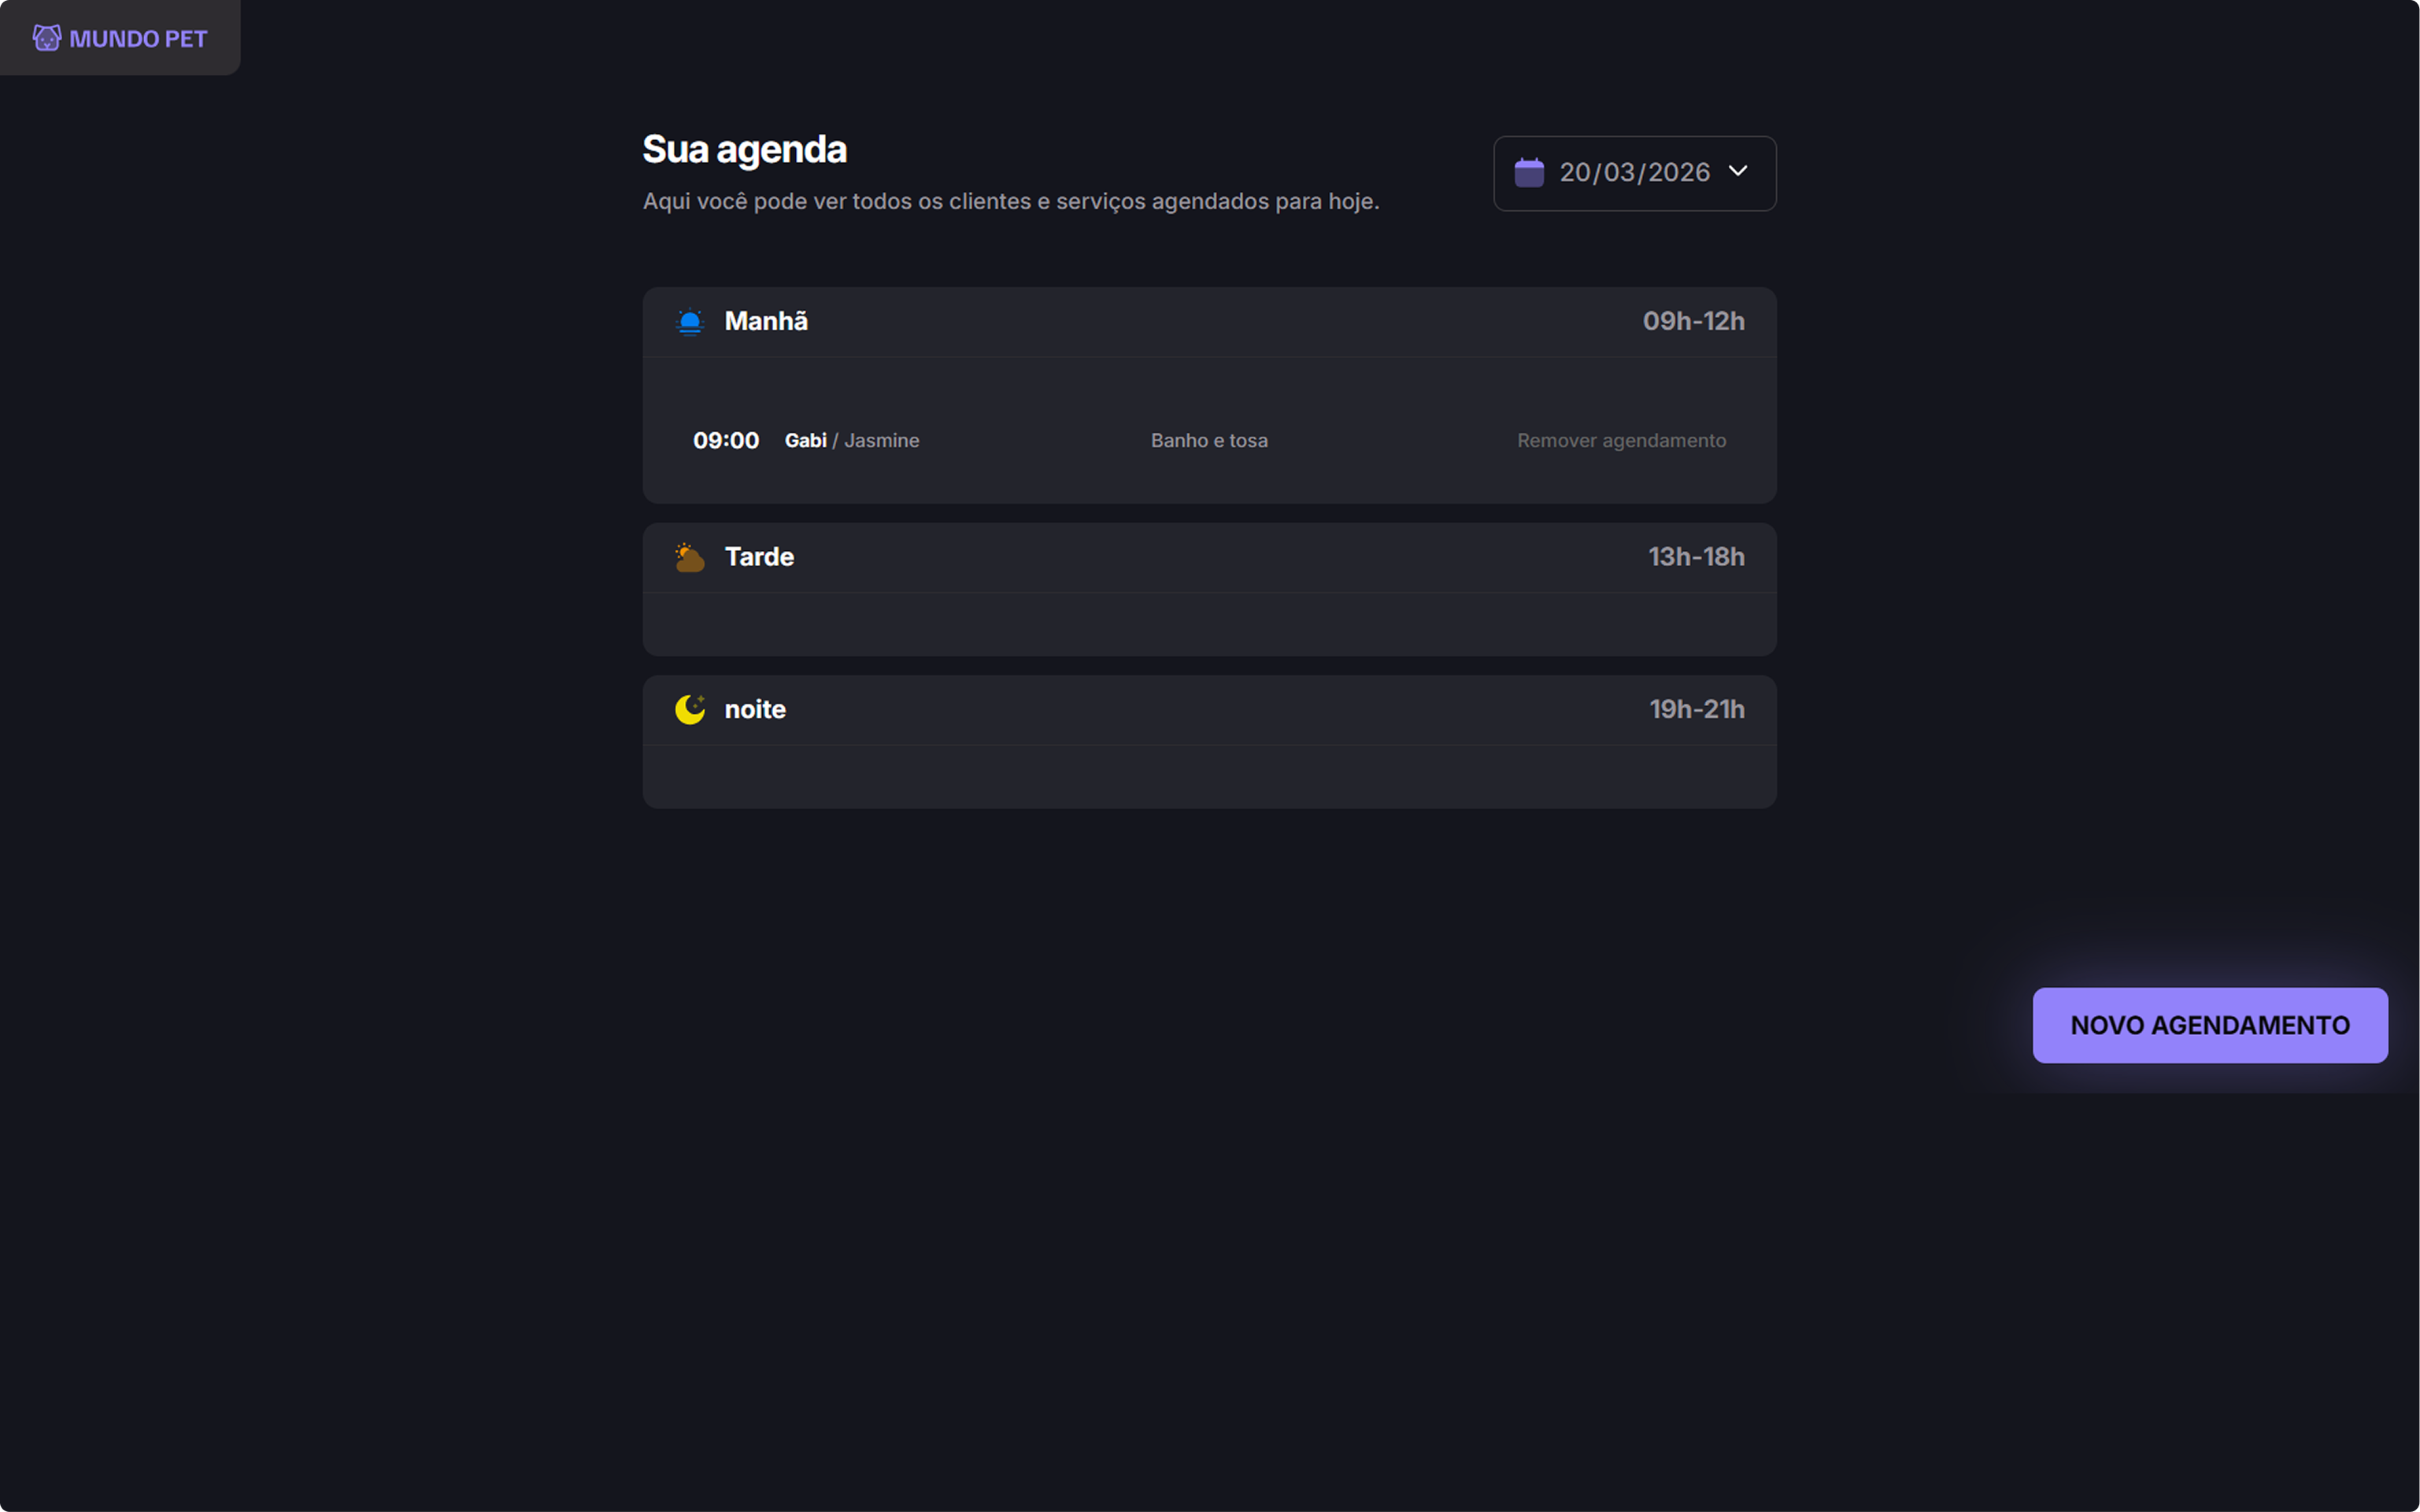 MUNDO PET
Sua agenda
Aqui você pode ver todos os clientes e serviços agendados para hoje.
20/03/2026
Manhã
09h-12h
09:00 Gabi / Jasmine Banho e tosa Remover agendamento
Tarde
13h-18h
noite
19h-21h
NOVO AGENDAMENTO